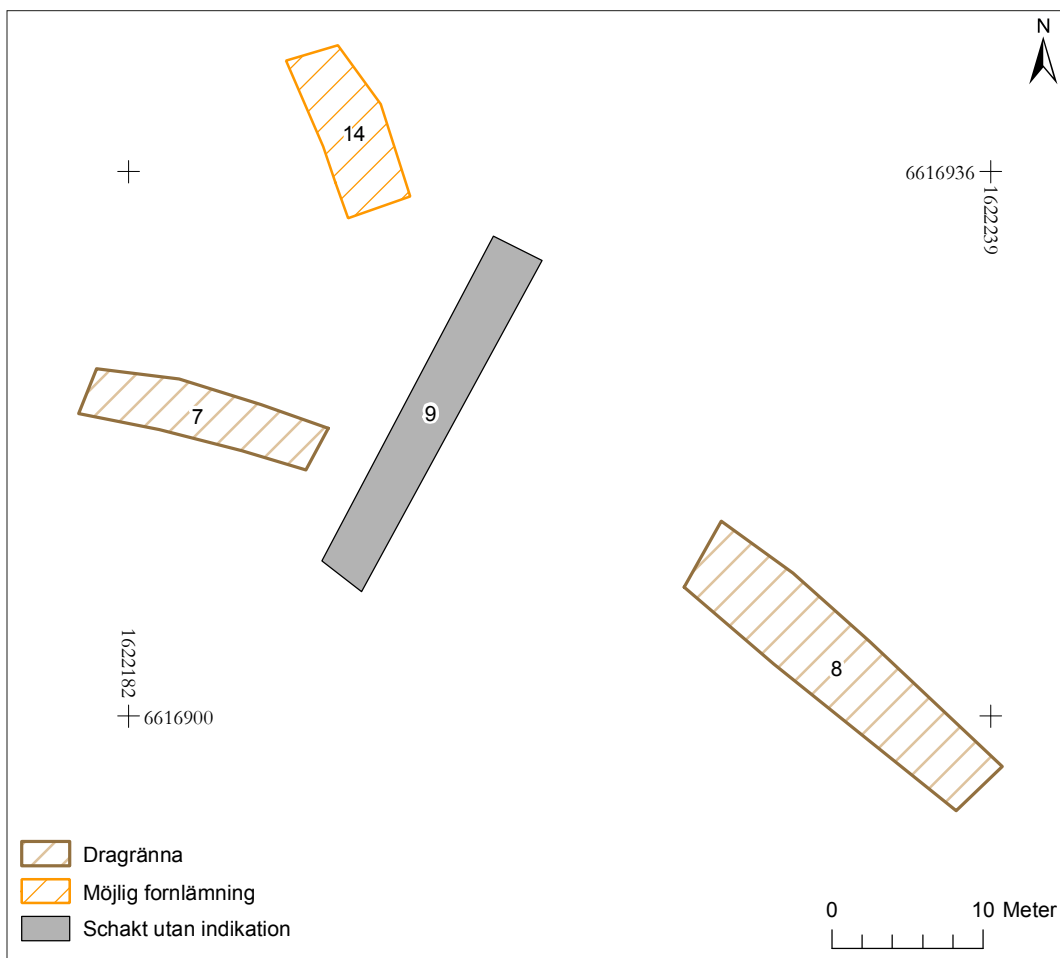 N
14
6616936
1622239
7
9
8
1622182
6616900
Dragränna
Möjlig fornlämning
Schakt utan indikation
0 10 Meter